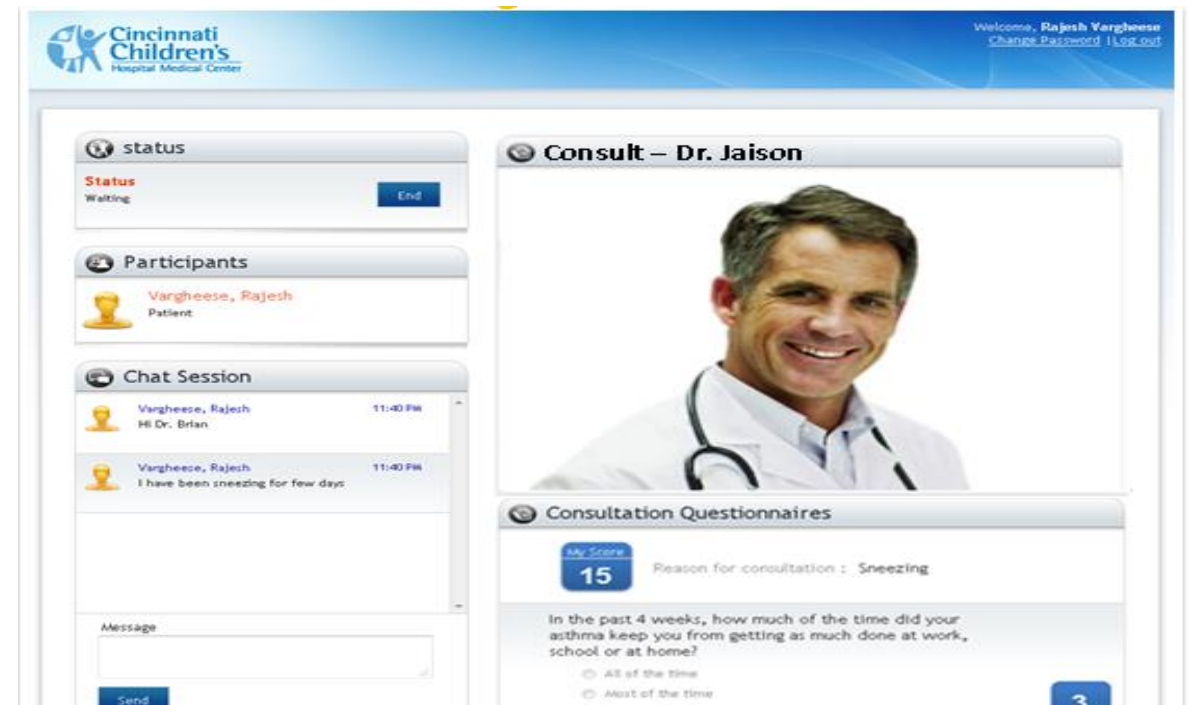 Cincinnati
Children's
Hospital Medical Center
Welcome, Rajesh Vargheese
Change Password | Log out
status
Status
Waiting
End
Participants
Vargheese, Rajesh
Patient
Chat Session
Vargheese, Rajesh 11:40 PM
Hi Dr. Brian
Vargheese, Rajesh 11:40 PM
I have been sneezing for few days
Message
Send
Consult – Dr. Jaison
Consultation Questionnaires
My Score
15
Reason for consultation : Sneezing
In the past 4 weeks, how much of the time did your
asthma keep you from getting as much done at work,
school or at home?
All of the time
Most of the time
3